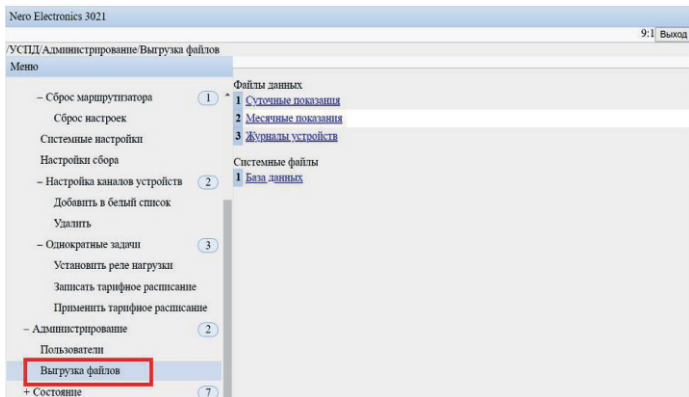 Nero Electronics 3021
9:1 Выход
/УСПД/Администрирование/Выгрузка файлов
Меню
– Сброс маршрутизатора 1
Сброс настроек
Системные настройки
Настройки сбора
– Настройка каналов устройств 2
Добавить в белый список
Удалить
– Однократные задачи 3
Установить реле нагрузки
Записать тарифное расписание
Применить тарифное расписание
– Администрирование 2
Пользователи
Выгрузка файлов
+ Состояние 7
Файлы данных
1 Суточные показания
2 Месячные показания
3 Журналы устройств
Системные файлы
1 База данных